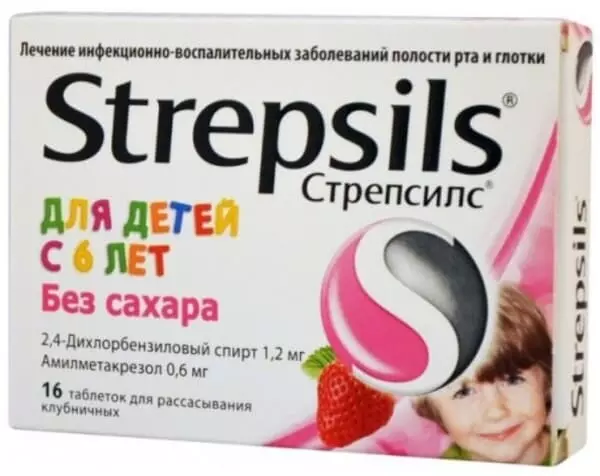 Лечение инфекционно-воспалительных заболеваний полости рта и глотки
Strepsils®
Стрепсилс®
ДЛЯ ДЕТЕЙ
С 6 ЛЕТ
Без сахара
2,4-Дихлорбензиловый спирт 1,2 мг
Амилметакрезол 0,6 мг
16 таблеток для рассасывания
клубничных
Strepsils®